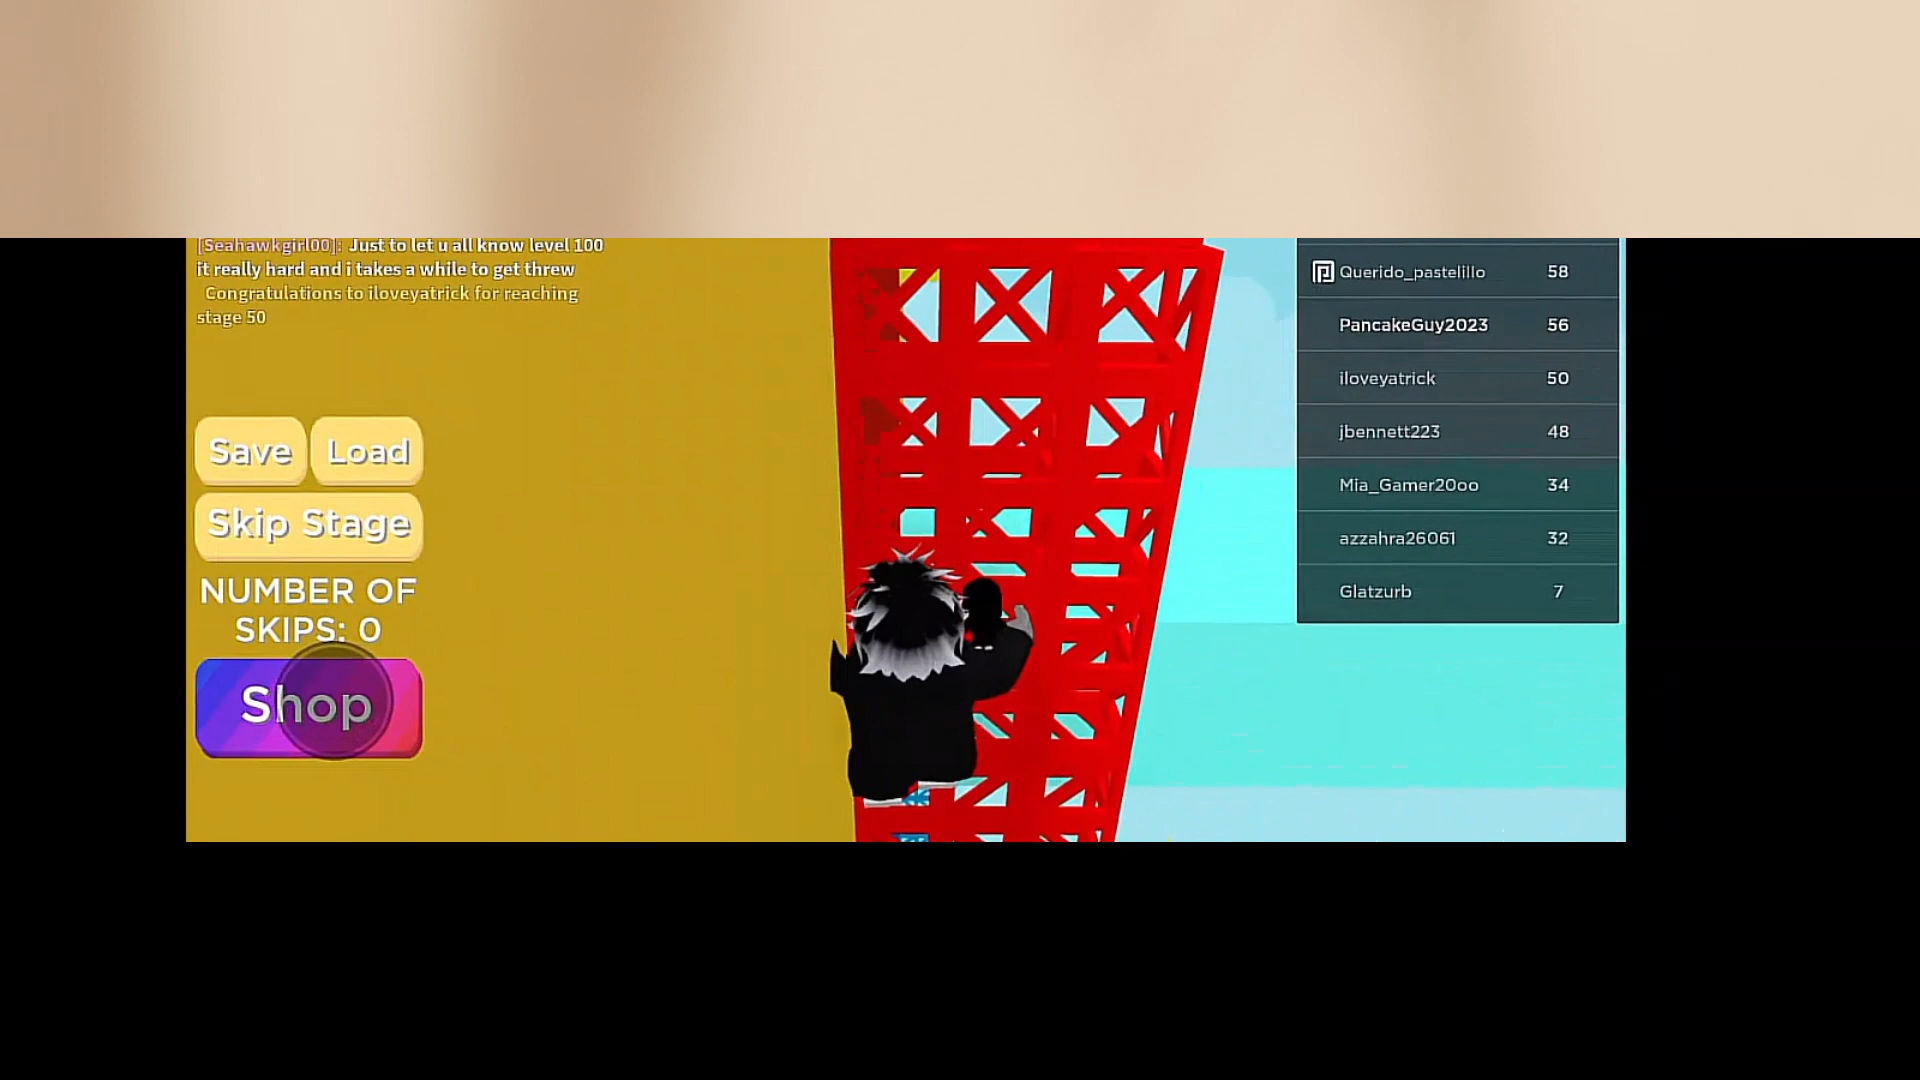 [Seahawkgirl00]: Just to let u all know level 100
it really hard and i takes a while to get threw
Congratulations to iloveyatrick for reaching
stage 50
Save
Load
Skip Stage
NUMBER OF
SKIPS: 0
Shop
Querido_pastelillo 58
PancakeGuy2023 56
iloveyatrick 50
jbennett223 48
Mia_Gamer20oo 34
azzahra26061 32
Glatzurb 7